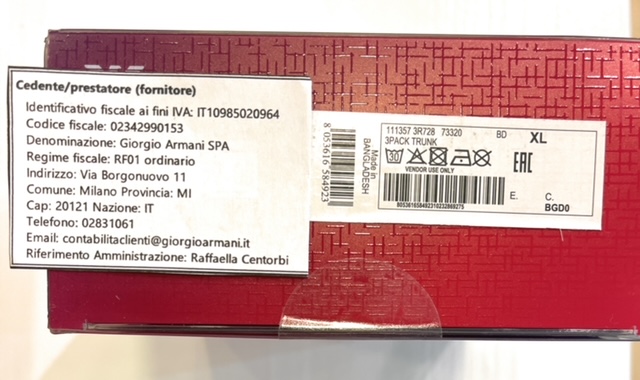 Cedente/prestatore (fornitore)
Identificativo fiscale ai fini IVA: IT10985020964
Codice fiscale: 02342990153
Denominazione: Giorgio Armani SPA
Regime fiscale: RF01 ordinario
Indirizzo: Via Borgonuovo 11
Comune: Milano Provincia: MI
Cap: 20121 Nazione: IT
Telefono: 02831061
Email: contabilitaclienti@giorgioarmani.it
Riferimento Amministrazione: Raffaella Centorbi
8 053616 584923
Made in
BANGLADESH
111357 3R728 73320 BD XL
3PACK TRUNK
30
EAC
VENDOR USE ONLY
805361658492310232869275
E. C.
BGD0